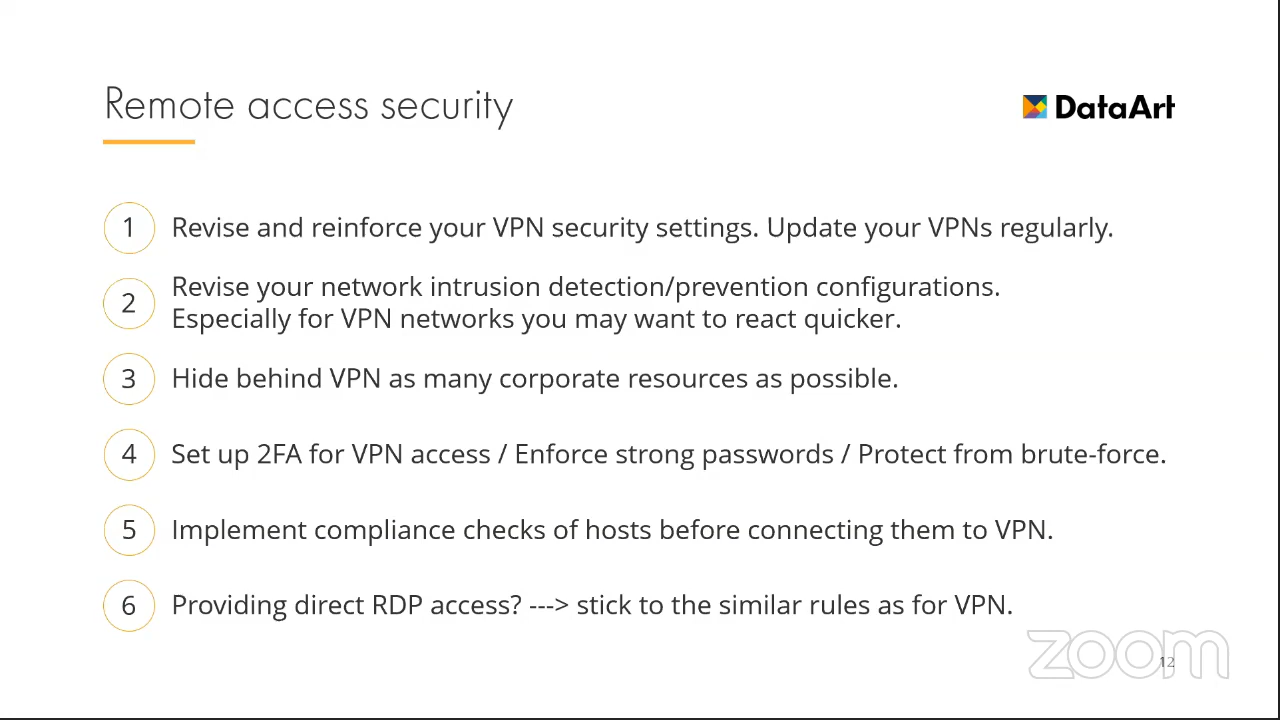 Remote access security
DataArt
1 Revise and reinforce your VPN security settings. Update your VPNs regularly.
2 Revise your network intrusion detection/prevention configurations.
Especially for VPN networks you may want to react quicker.
3 Hide behind VPN as many corporate resources as possible.
4 Set up 2FA for VPN access / Enforce strong passwords / Protect from brute-force.
5 Implement compliance checks of hosts before connecting them to VPN.
6 Providing direct RDP access? ---> stick to the similar rules as for VPN.
zoom
12